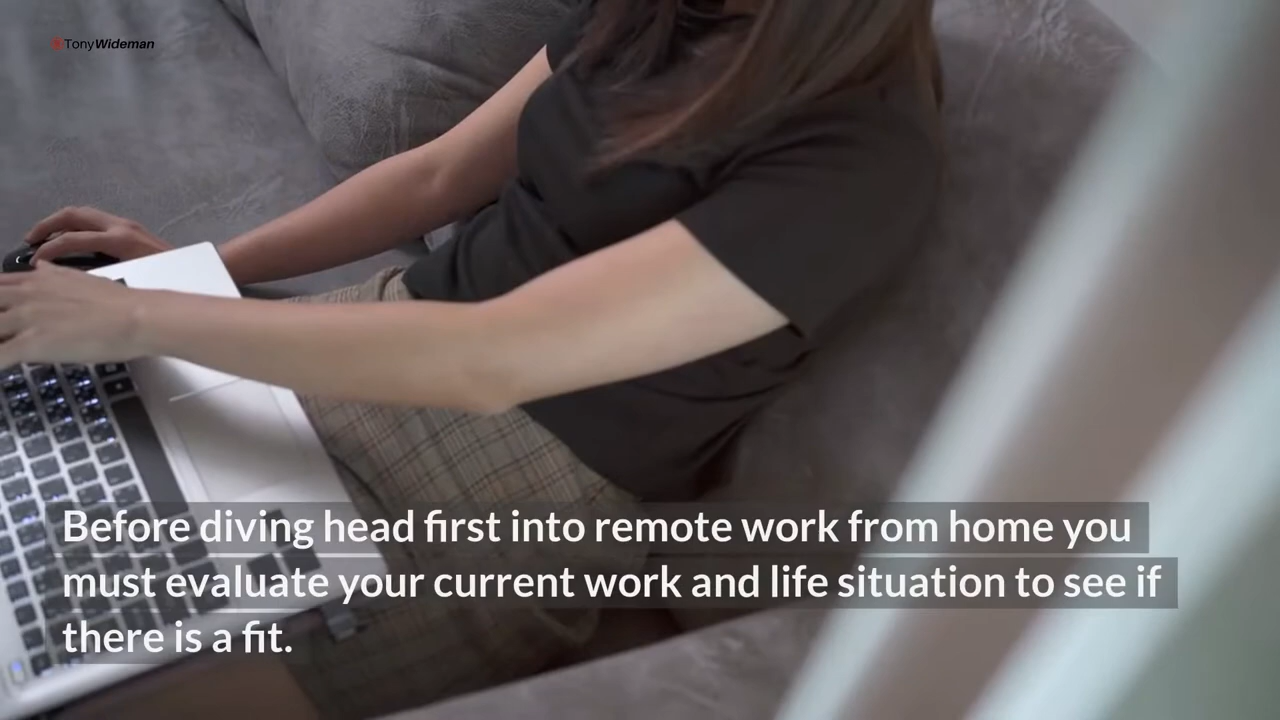 TonyWideman
Before diving head first into remote work from home you
must evaluate your current work and life situation to see if
there is a fit.